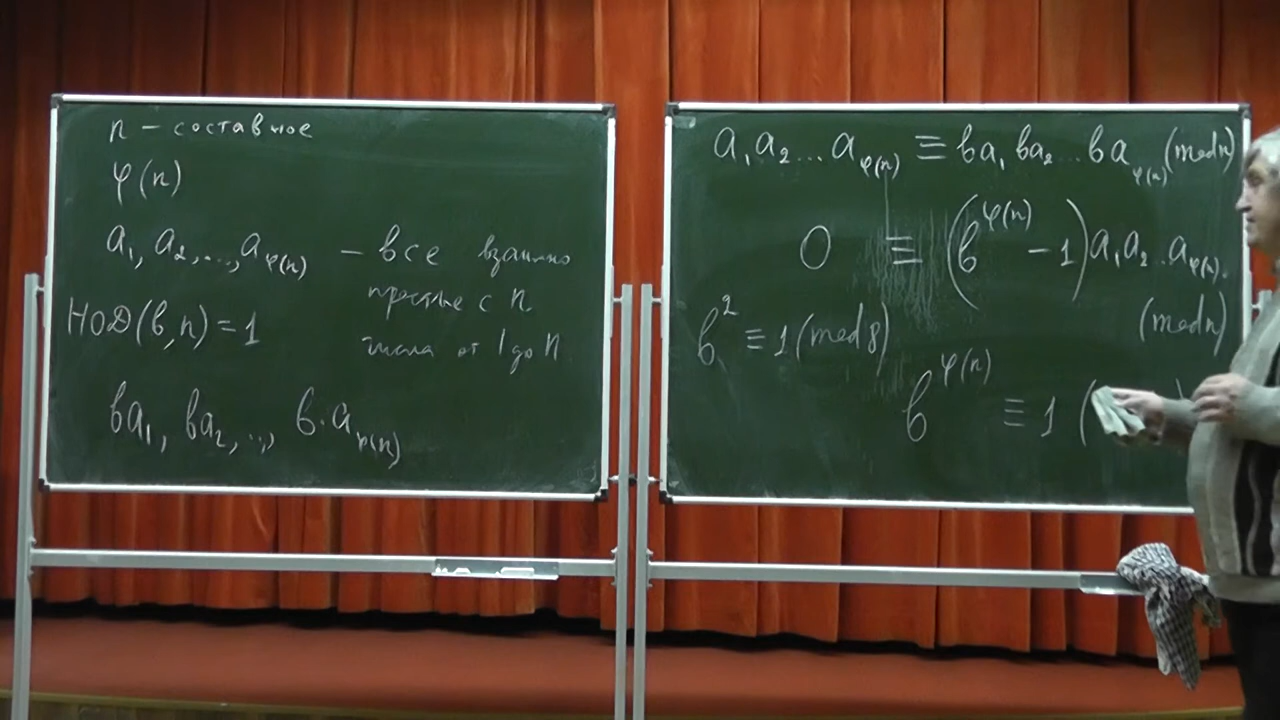 n – составное
φ(n)
a₁, a₂, ..., a_φ(n) – все взаимно
простые с n
числа от 1 до n
НОД(b, n) = 1
ba₁, ba₂, ..., b·a_φ(n)
a₁a₂...a_φ(n) ≡ ba₁ ba₂...ba_φ(n) (mod n)
0 ≡ (b^φ(n) – 1)a₁a₂...a_φ(n).
(mod n)
b² ≡ 1 (mod 8)
b^φ(n) ≡ 1 (